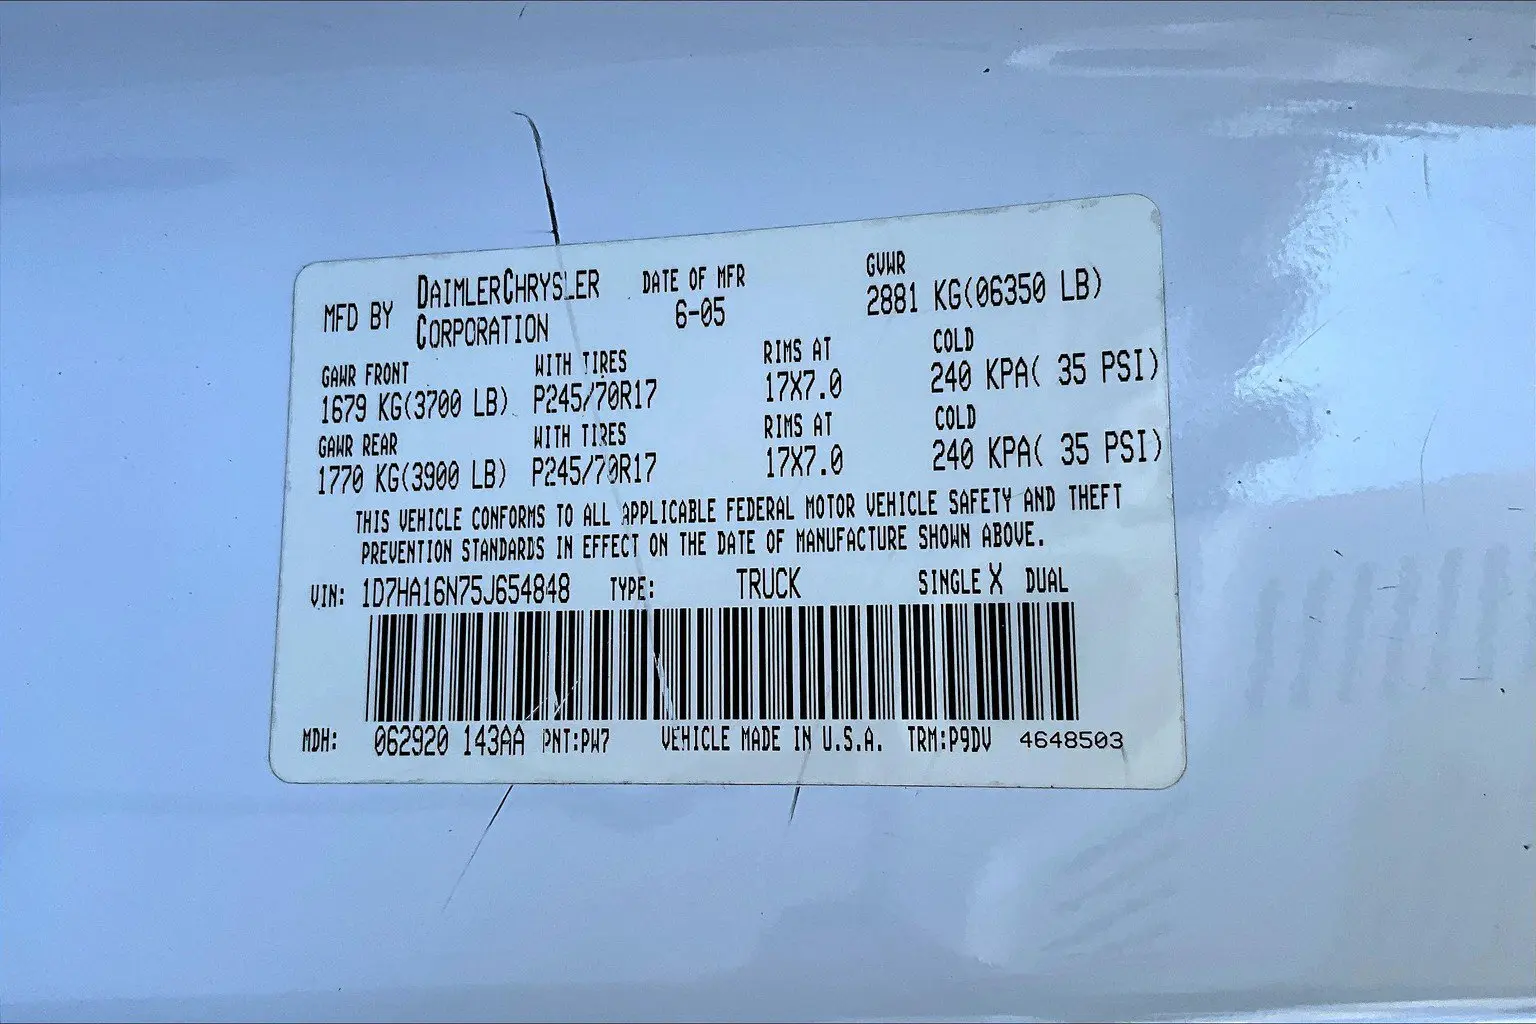 MFD BY DAIMLERCHRYSLER CORPORATION DATE OF MFR 6-05 GVWR 2881 KG(06350 LB)
GAWR FRONT WITH TIRES RIMS AT COLD
1679 KG(3700 LB) P245/70R17 17X7.0 240 KPA( 35 PSI)
GAWR REAR WITH TIRES RIMS AT COLD
1770 KG(3900 LB) P245/70R17 17X7.0 240 KPA( 35 PSI)
THIS VEHICLE CONFORMS TO ALL APPLICABLE FEDERAL MOTOR VEHICLE SAFETY AND THEFT
PREVENTION STANDARDS IN EFFECT ON THE DATE OF MANUFACTURE SHOWN ABOVE.
VIN: 1D7HA16N75J654848 TYPE: TRUCK SINGLE X DUAL
MDH: 062920 143AA PNT:PW7 VEHICLE MADE IN U.S.A. TRM:P9DV 4648503